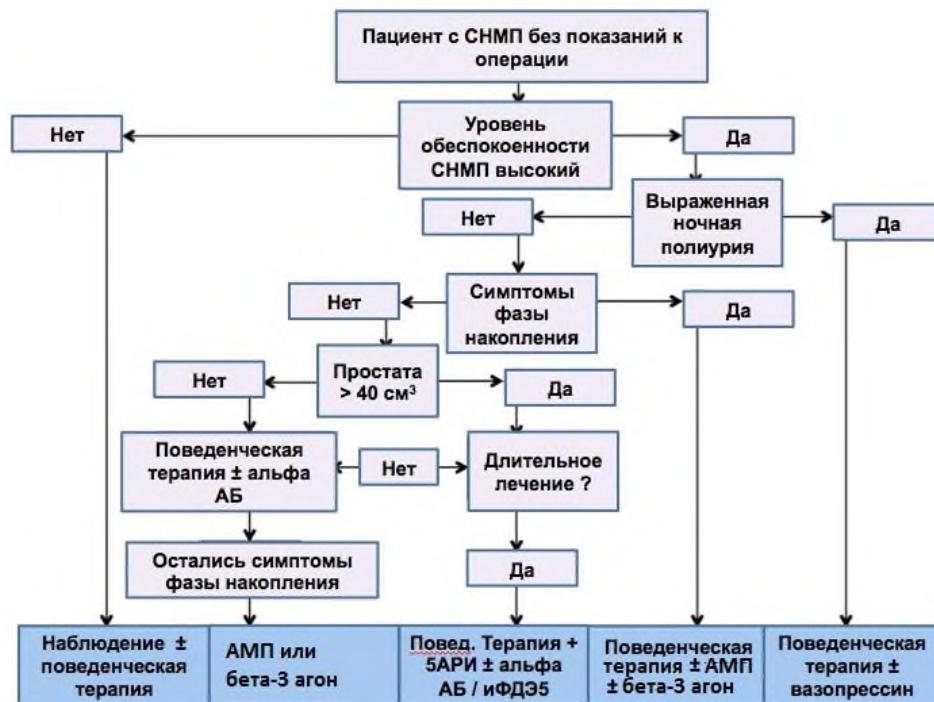 Пациент с СНМП без показаний к
операции
Нет
Уровень
обеспокоенности
СНМП высокий
Да
Нет
Выраженная
ночная
полиурия
Да
Нет
Симптомы
фазы
накопления
Да
Нет
Простата
> 40 см³
Да
Поведенческая
терапия ± альфа
АБ
Нет
Длительное
лечение ?
Остались симптомы
фазы накопления
Да
Наблюдение ±
поведенческая
терапия
АМП или
бета-3 агон
Повед. Терапия +
5АРИ ± альфа
АБ / иФДЭ5
Поведенческая
терапия ± АМП
± бета-3 агон
Поведенческая
терапия ±
вазопрессин